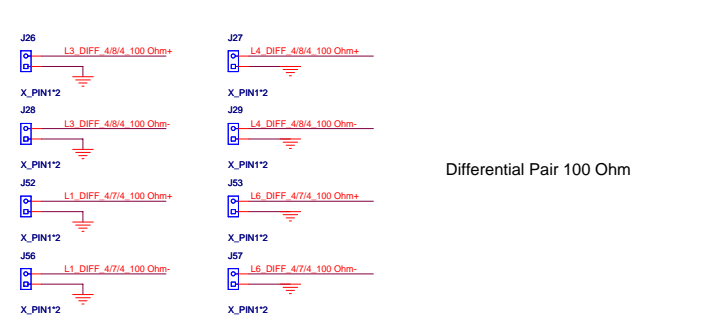 J26
L3_DIFF_4/8/4_100 Ohm+
X_PIN1*2
J27
L4_DIFF_4/8/4_100 Ohm+
X_PIN1*2
J28
L3_DIFF_4/8/4_100 Ohm-
X_PIN1*2
J29
L4_DIFF_4/8/4_100 Ohm-
X_PIN1*2
J52
L1_DIFF_4/7/4_100 Ohm+
X_PIN1*2
J53
L6_DIFF_4/7/4_100 Ohm+
X_PIN1*2
J56
L1_DIFF_4/7/4_100 Ohm-
X_PIN1*2
J57
L6_DIFF_4/7/4_100 Ohm-
X_PIN1*2
Differential Pair 100 Ohm